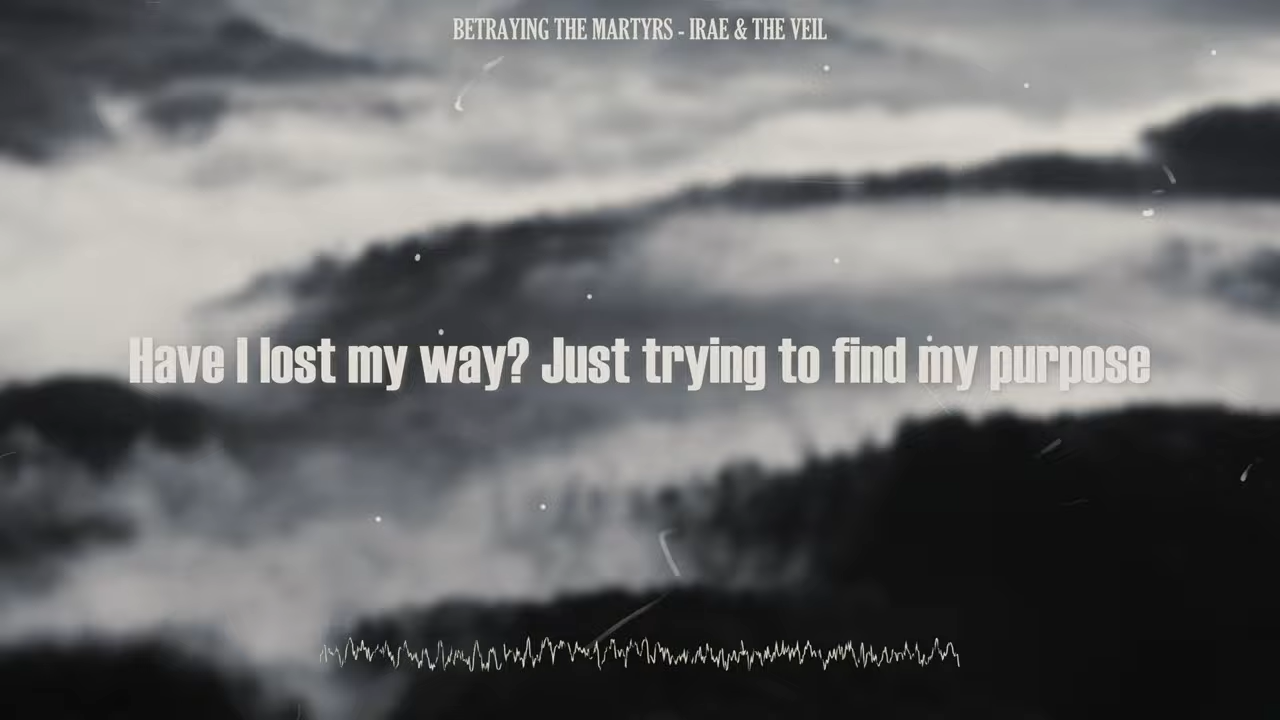 BETRAYING THE MARTYRS - IRAE & THE VEIL
Have I lost my way? Just trying to find my purpose